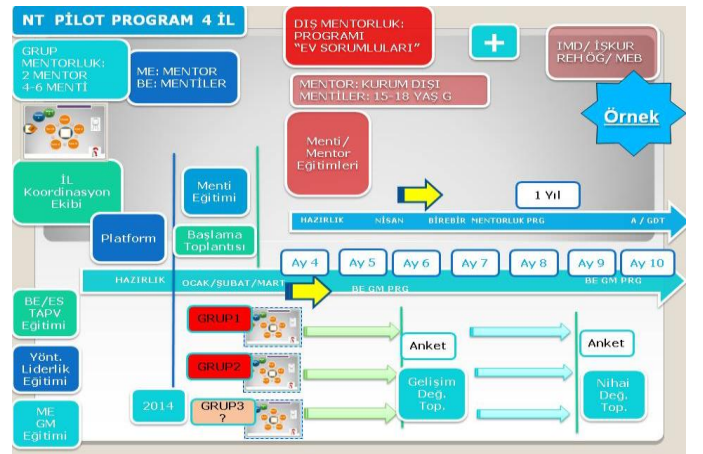 NT PİLOT PROGRAM 4 İL
DIŞ MENTORLUK:
PROGRAMI
"EV SORUMLULARI"
IMD/ İŞKUR
REH ÖĞ/ MEB
GRUP
MENTORLUK:
2 MENTOR
4-6 MENTİ
ME: MENTOR
BE: MENTİLER
MENTOR: KURUM DIŞI
MENTİLER: 15-18 YAŞ G
Örnek
Menti/
Mentor
Eğitimleri
İL
Koordinasyon
Ekibi
Menti
Eğitimi
1 Yıl
HAZIRLIK
NİSAN
BİREBİR MENTORLUK PRG
A / GDT
Platform
Başlama
Toplantısı
Ay 4
Ay 5
Ay 6
Ay 7
Ay 8
Ay 9
Ay 10
HAZIRLIK
OCAK/ŞUBAT/MART
BE GM PRG
BE GM PRG
BE/ES
TAPV
Eğitimi
GRUP1
Anket
Anket
Yönt.
Liderlik
Eğitimi
GRUP2
Gelişim
Değ.
Top.
Nihai
Değ.
Top.
2014
GRUP3
?
ME
GM
Eğitimi